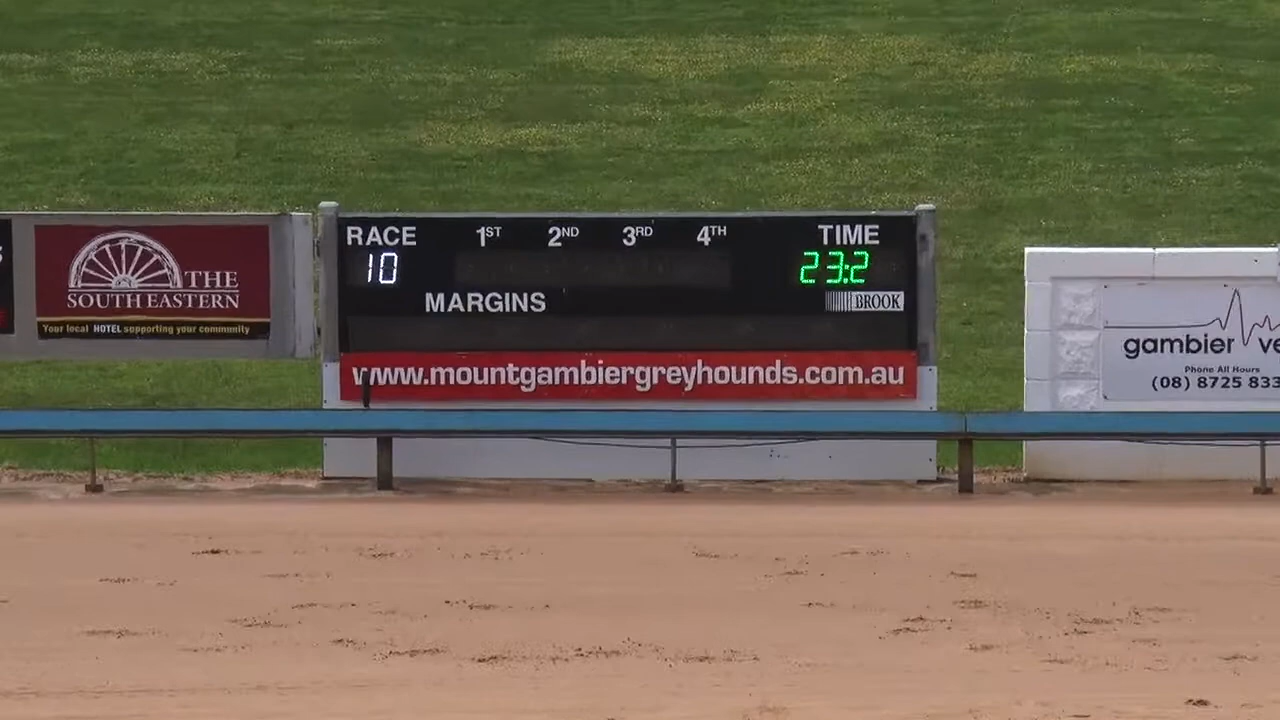 THE
SOUTH EASTERN
Your local HOTEL supporting your community
RACE 1ST 2ND 3RD 4TH TIME
10 23:2
MARGINS
BROOK
www.mountgambiergreyhounds.com.au
gambier ve
Phone All Hours
(08) 8725 833